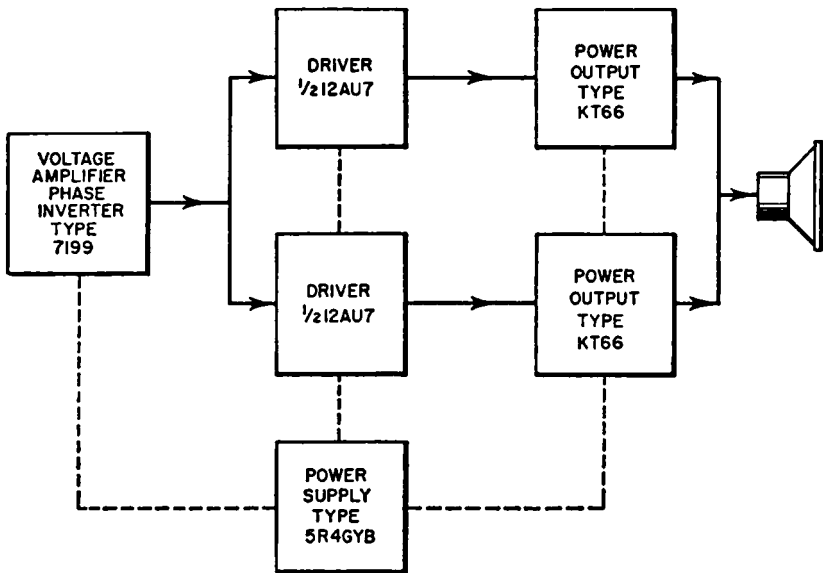 VOLTAGE
AMPLIFIER
PHASE
INVERTER
TYPE
7199
DRIVER
1/2 12AU7
POWER
OUTPUT
TYPE
KT66
DRIVER
1/2 12AU7
POWER
OUTPUT
TYPE
KT66
POWER
SUPPLY
TYPE
5R4GYB